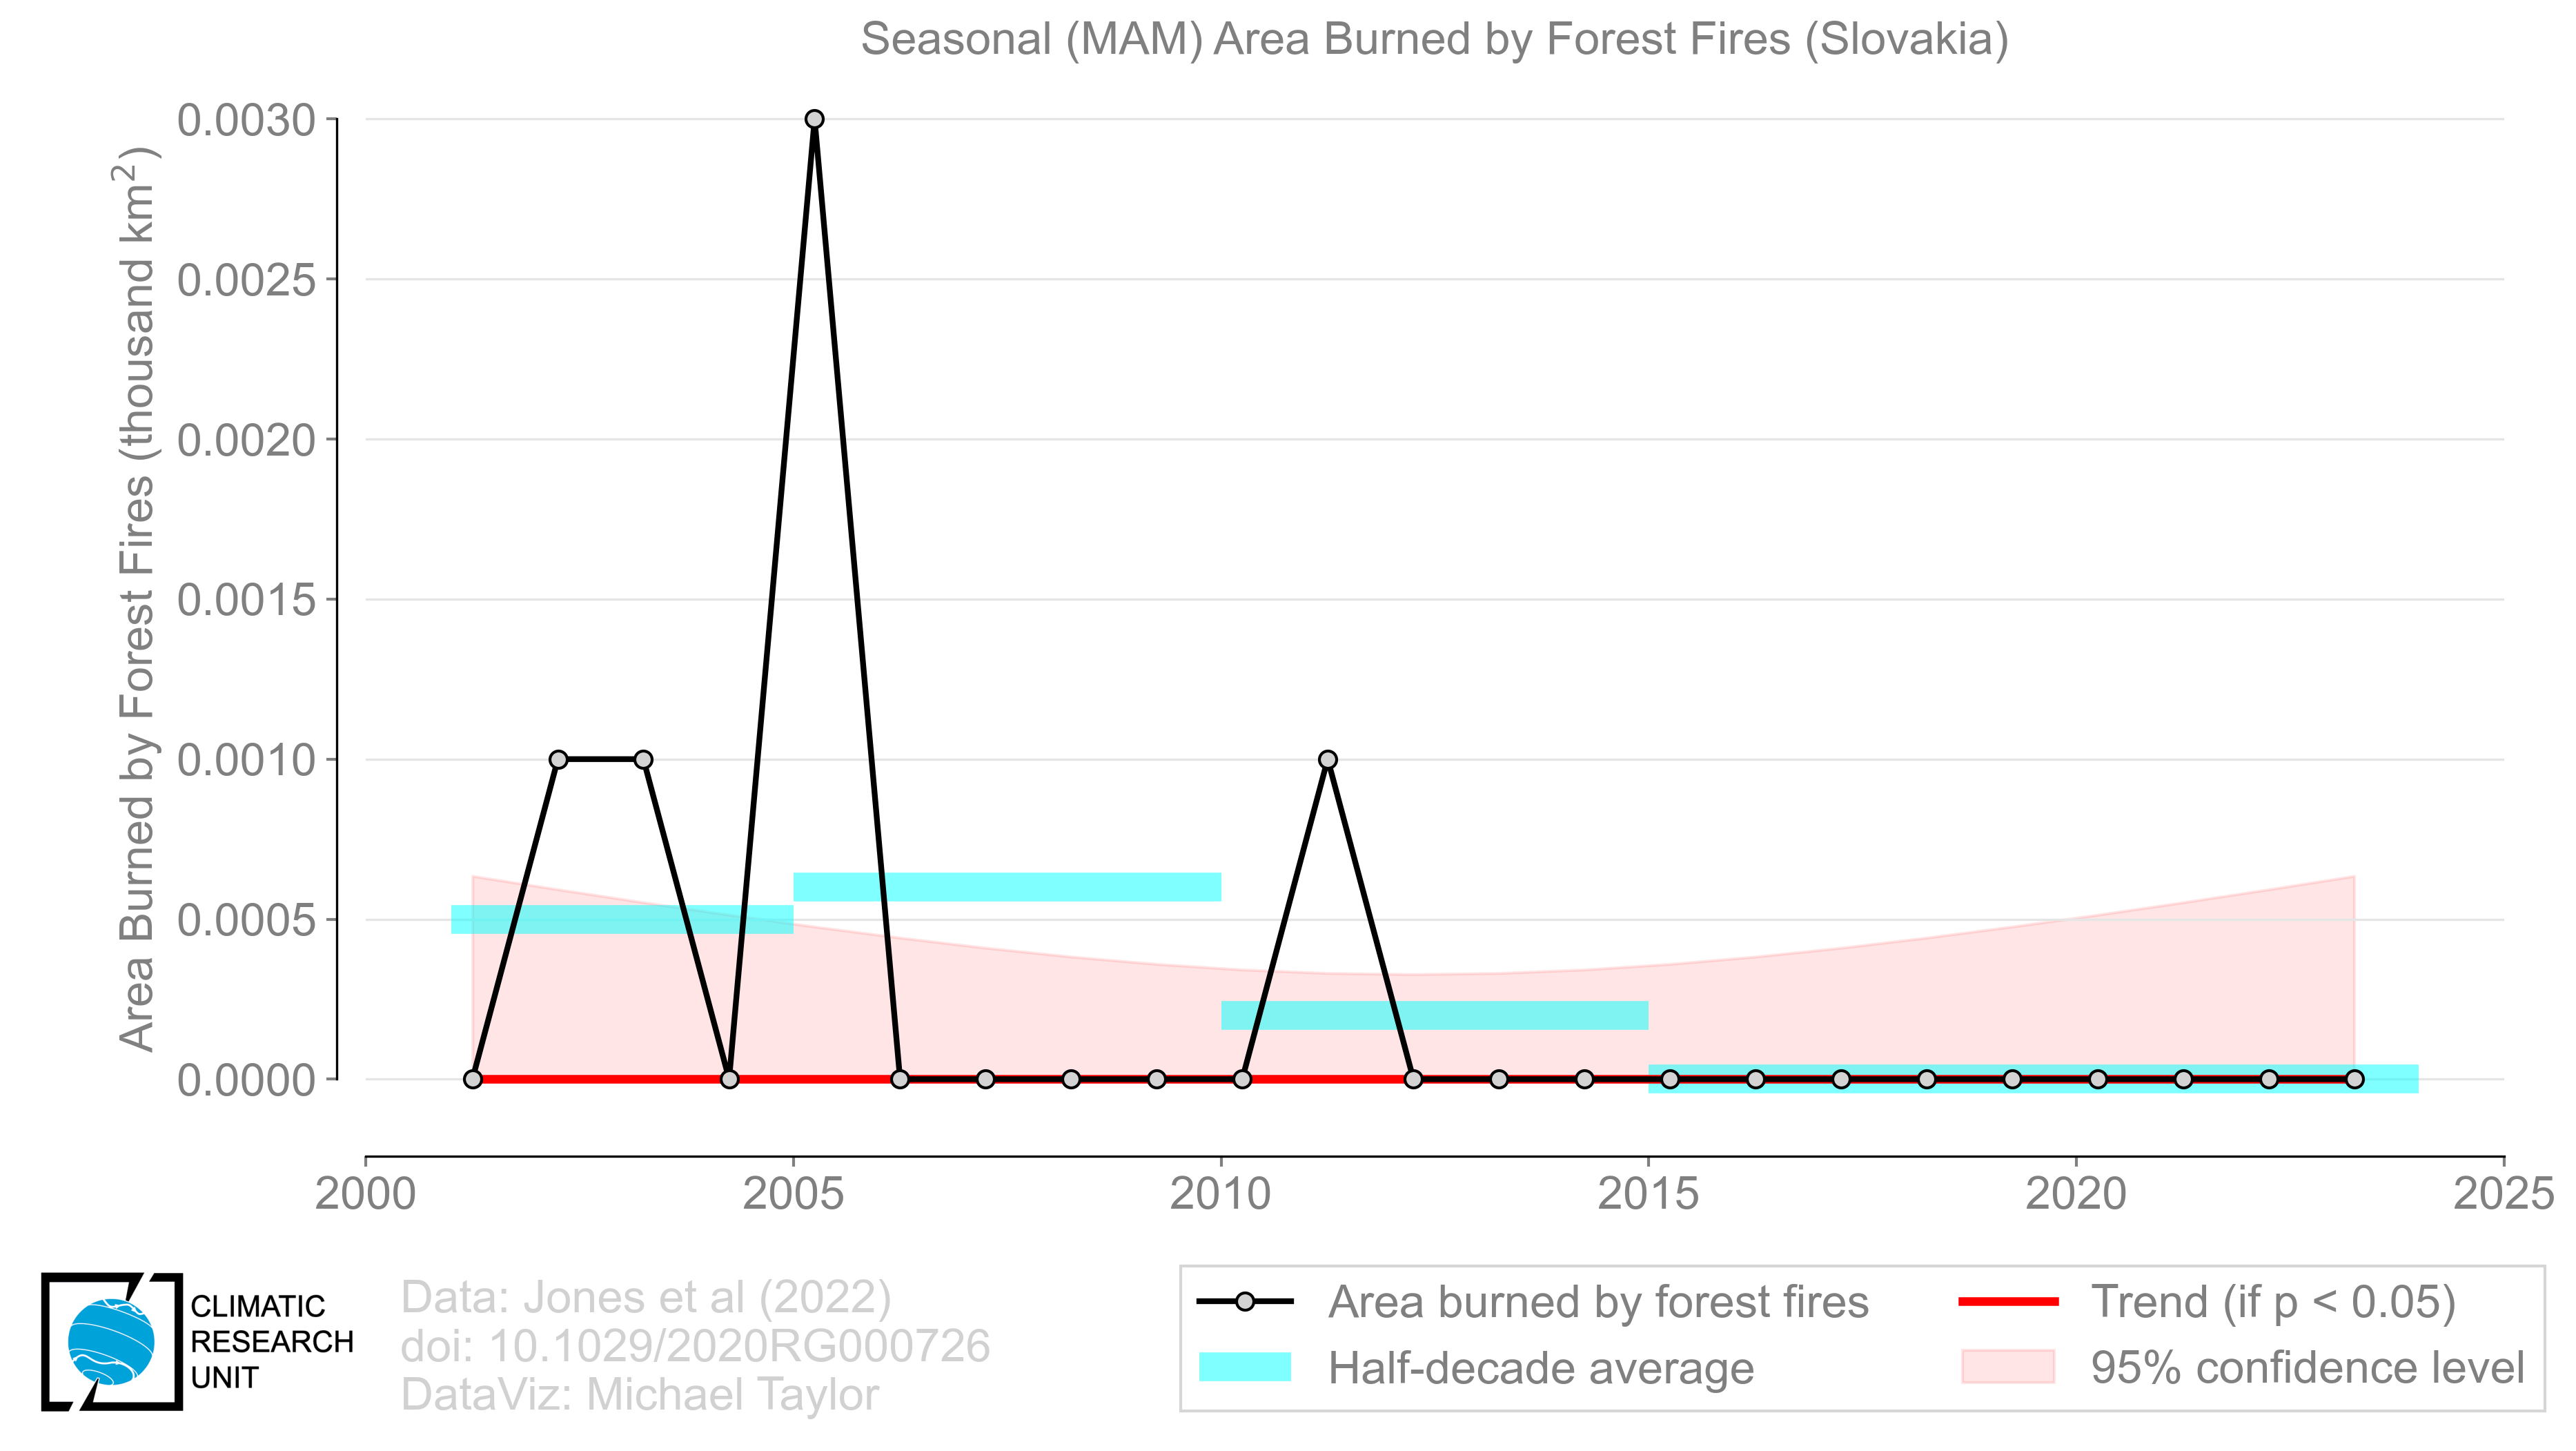 Seasonal (MAM) Area Burned by Forest Fires (Slovakia)
Area Burned by Forest Fires (thousand km²)
0.0030
0.0025
0.0020
0.0015
0.0010
0.0005
0.0000
2000 2005 2010 2015 2020 2025
CLIMATIC
RESEARCH
UNIT
Data: Jones et al (2022)
doi: 10.1029/2020RG000726
DataViz: Michael Taylor
Area burned by forest fires
Half-decade average
Trend (if p < 0.05)
95% confidence level